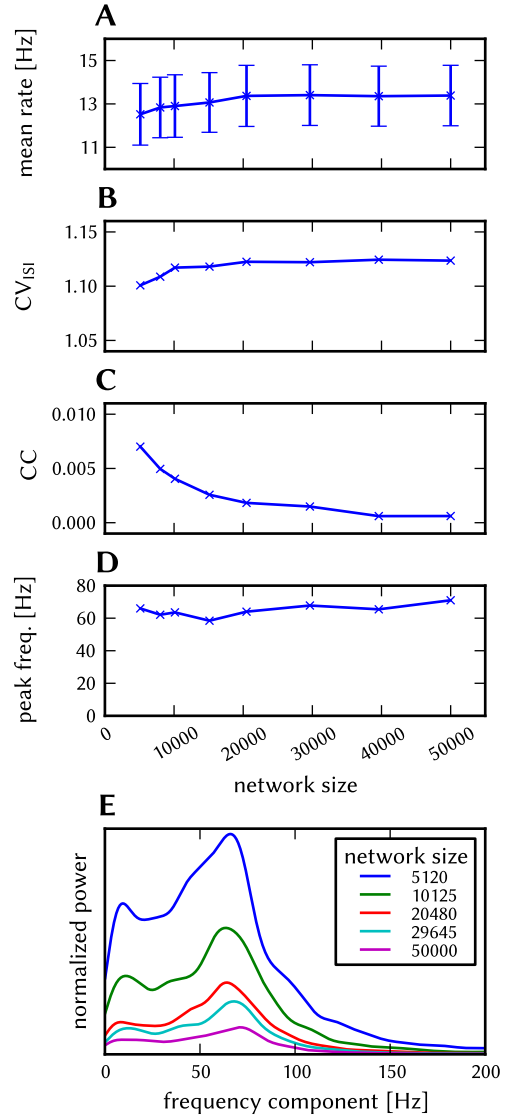 A
mean rate [Hz]
15
13
11
B
CV_ISI
1.15
1.10
1.05
C
CC
0.010
0.005
0.000
D
peak freq. [Hz]
80
60
40
20
0
0 10000 20000 30000 40000 50000
network size
E
normalized power
network size
5120
10125
20480
29645
50000
0 50 100 150 200
frequency component [Hz]